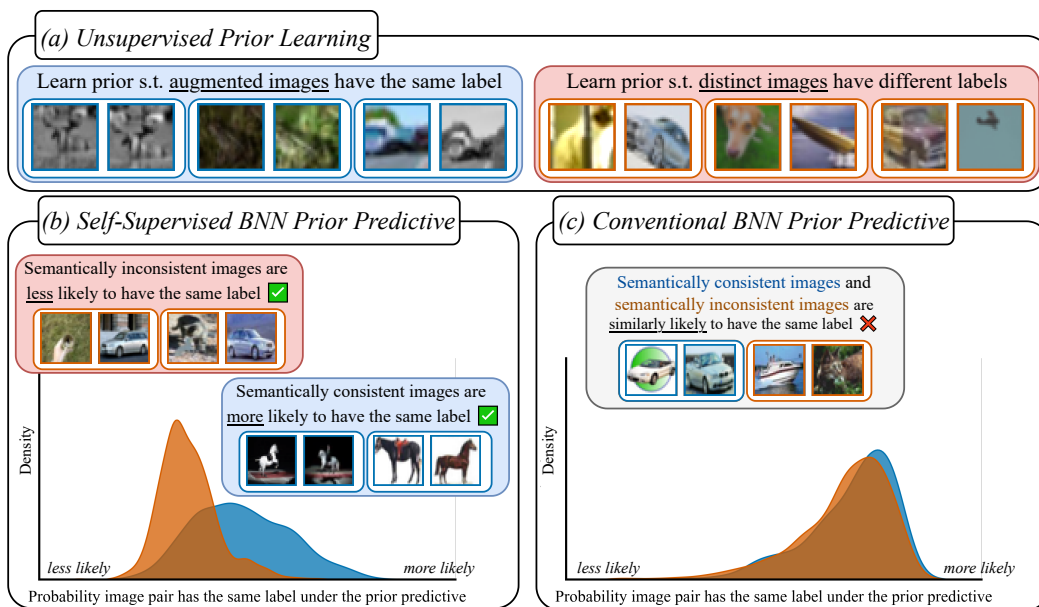 (a) Unsupervised Prior Learning
Learn prior s.t. augmented images have the same label
Learn prior s.t. distinct images have different labels
(b) Self-Supervised BNN Prior Predictive
Semantically inconsistent images are
less likely to have the same label ✅
Semantically consistent images are
more likely to have the same label ✅
Density
less likely
more likely
Probability image pair has the same label under the prior predictive
(c) Conventional BNN Prior Predictive
Semantically consistent images and
semantically inconsistent images are
similarly likely to have the same label ❌
Density
less likely
more likely
Probability image pair has the same label under the prior predictive